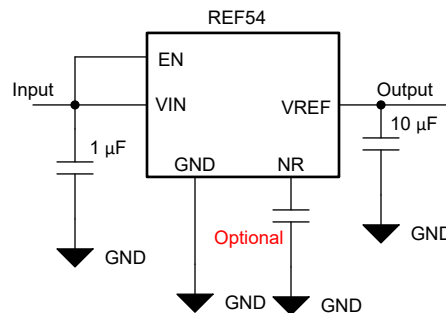 REF54
EN
Input
VIN
VREF
Output
1 µF
10 µF
GND
NR
Optional
GND
GND
GND
GND